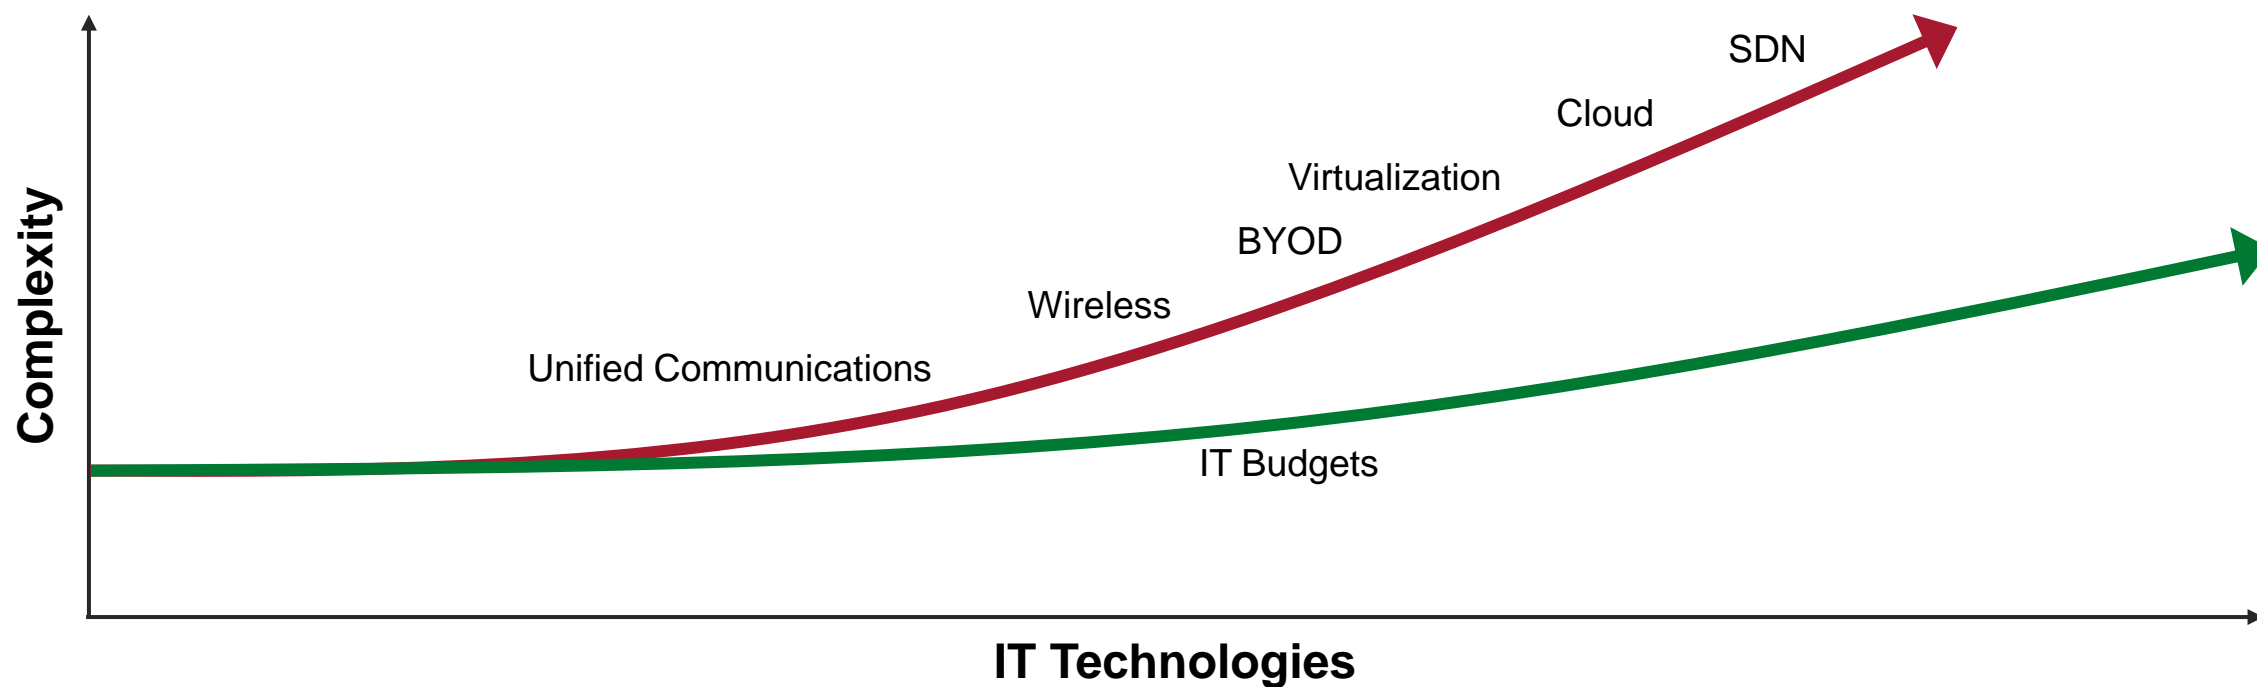 SDN
Cloud
Virtualization
BYOD
Wireless
Unified Communications
IT Budgets
Complexity
IT Technologies